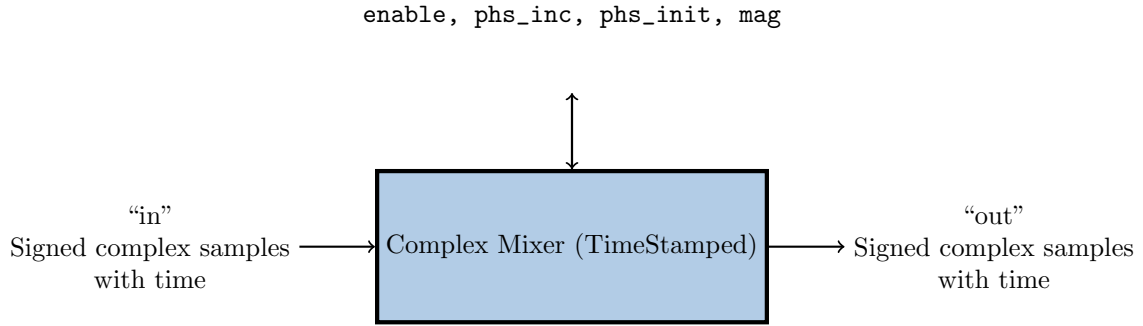 enable, phs_inc, phs_init, mag
“in”
Signed complex samples
with time
Complex Mixer (TimeStamped)
“out”
Signed complex samples
with time